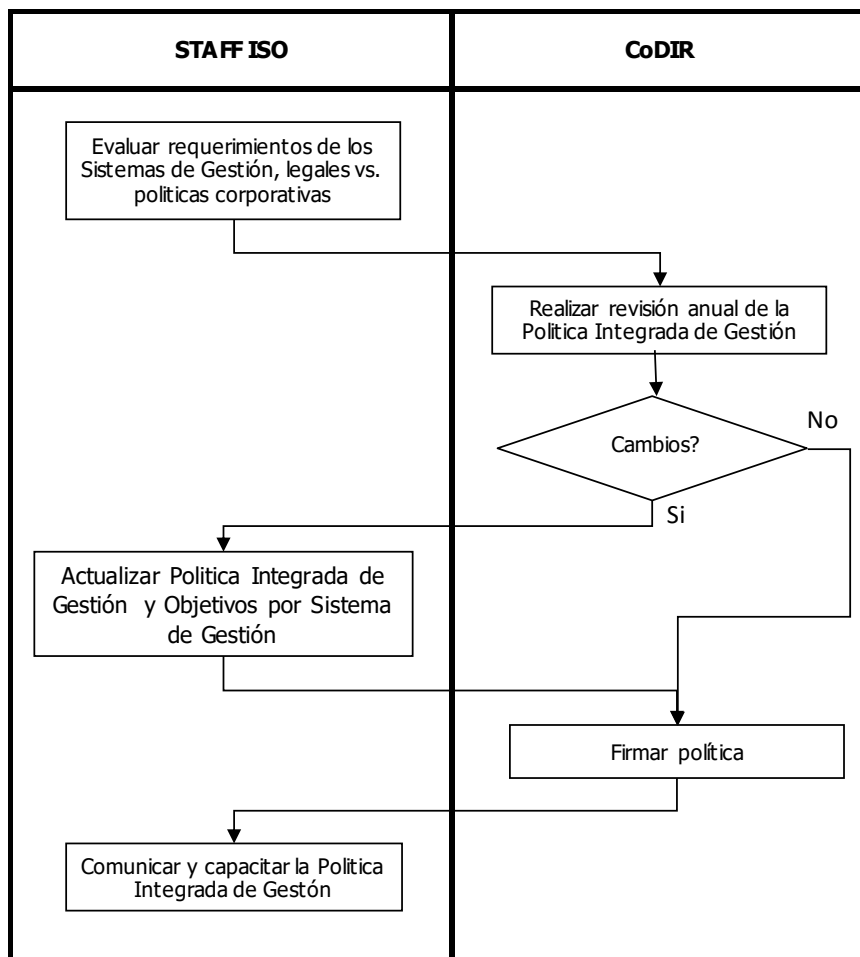 STAFF ISO
CoDIR
Evaluar requerimientos de los
Sistemas de Gestión, legales vs.
politicas corporativas
Realizar revisión anual de la
Politica Integrada de Gestión
Cambios?
No
Si
Actualizar Politica Integrada de
Gestión y Objetivos por Sistema
de Gestión
Firmar política
Comunicar y capacitar la Politica
Integrada de Gestón